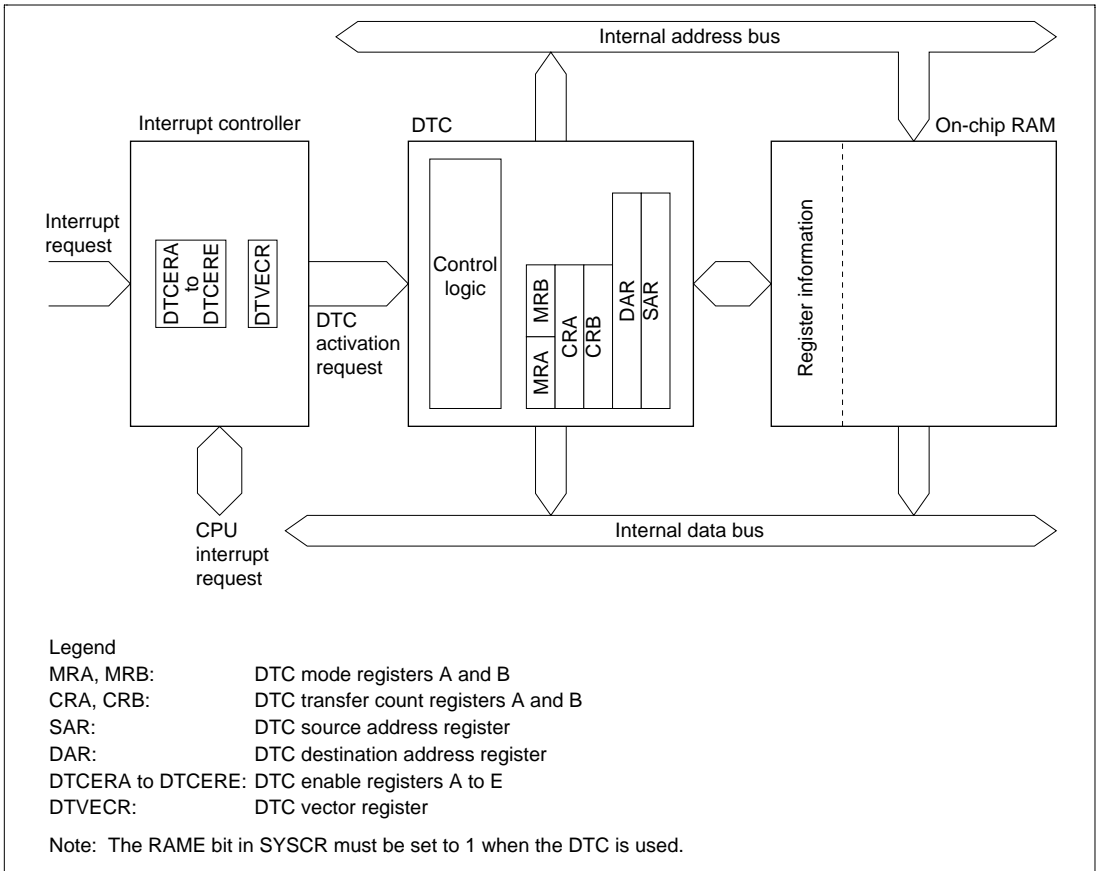 Internal address bus
Interrupt controller
DTC
On-chip RAM
Interrupt
request
DTCERA
to
DTCERE
DTVECR
DTC
activation
request
Control
logic
MRA
MRB
CRA
CRB
DAR
SAR
Register information
CPU
interrupt
request
Internal data bus
Legend
MRA, MRB: DTC mode registers A and B
CRA, CRB: DTC transfer count registers A and B
SAR: DTC source address register
DAR: DTC destination address register
DTCERA to DTCERE: DTC enable registers A to E
DTVECR: DTC vector register
Note: The RAME bit in SYSCR must be set to 1 when the DTC is used.